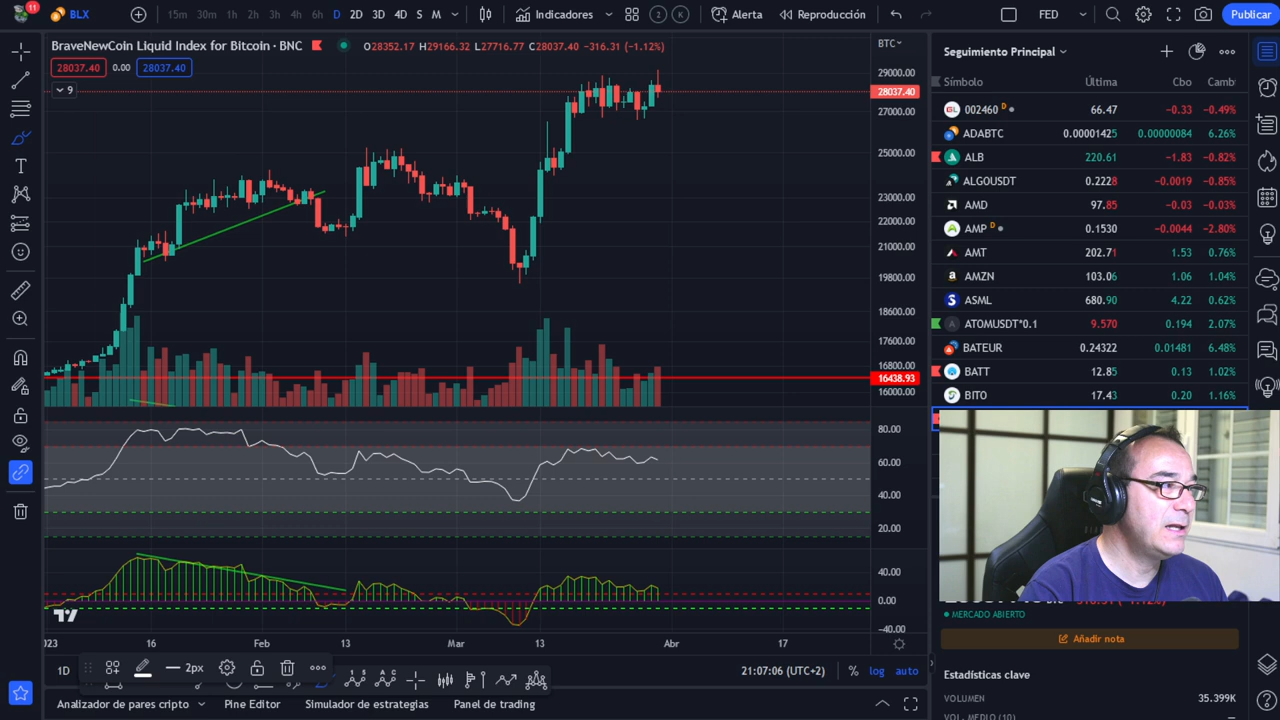 11
BLX
15m 30m 1h 2h 3h 4h 6h D 2D 3D 4D S M
Indicadores
2 K
Alerta
Reproducción
FED
Publicar
BraveNewCoin Liquid Index for Bitcoin · BNC
O28352.17 H29166.32 L27716.77 C28037.40 -316.31 (-1.12%)
BTC
28037.40 0.00 28037.40
9
29000.00
28037.40
27000.00
25000.00
23000.00
22000.00
21000.00
19800.00
18600.00
17600.00
16800.00
16438.93
16000.00
80.00
60.00
40.00
20.00
40.00
0.00
-40.00
2023 16 Feb 13 Mar 13 Abr 17
1D
2px
21:07:06 (UTC+2)
% log auto
Analizador de pares cripto Pine Editor Simulador de estrategias Panel de trading
Seguimiento Principal
Símbolo Última Cbo Camb
002460 D 66.47 -0.33 -0.49%
ADABTC 0.00001425 0.00000084 6.26%
ALB 220.61 -1.83 -0.82%
ALGOUSDT 0.2228 -0.0019 -0.85%
AMD 97.85 -0.03 -0.03%
AMP D 0.1530 -0.0044 -2.80%
AMT 202.71 1.53 0.76%
AMZN 103.06 1.06 1.04%
ASML 680.90 4.22 0.62%
ATOMUSDT*0.1 9.570 0.194 2.07%
BATEUR 0.24322 0.01481 6.48%
BATT 12.85 0.13 1.02%
BITO 17.43 0.20 1.16%
MERCADO ABIERTO
Añadir nota
Estadísticas clave
VOLUMEN 35.399K
VOL. MEDIO (10)